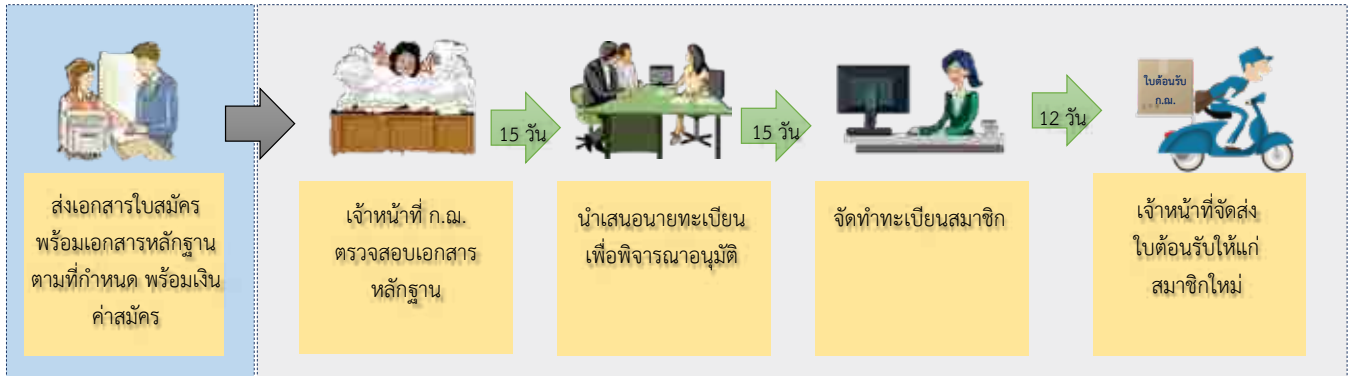 ใบต้อนรับ
ก.ฌ.
15 วัน
15 วัน
12 วัน
ส่งเอกสารใบสมัคร
พร้อมเอกสารหลักฐาน
ตามที่กำหนด พร้อมเงิน
ค่าสมัคร
เจ้าหน้าที่ ก.ฌ.
ตรวจสอบเอกสาร
หลักฐาน
นำเสนอนายทะเบียน
เพื่อพิจารณาอนุมัติ
จัดทำทะเบียนสมาชิก
เจ้าหน้าที่จัดส่ง
ใบต้อนรับให้แก่
สมาชิกใหม่